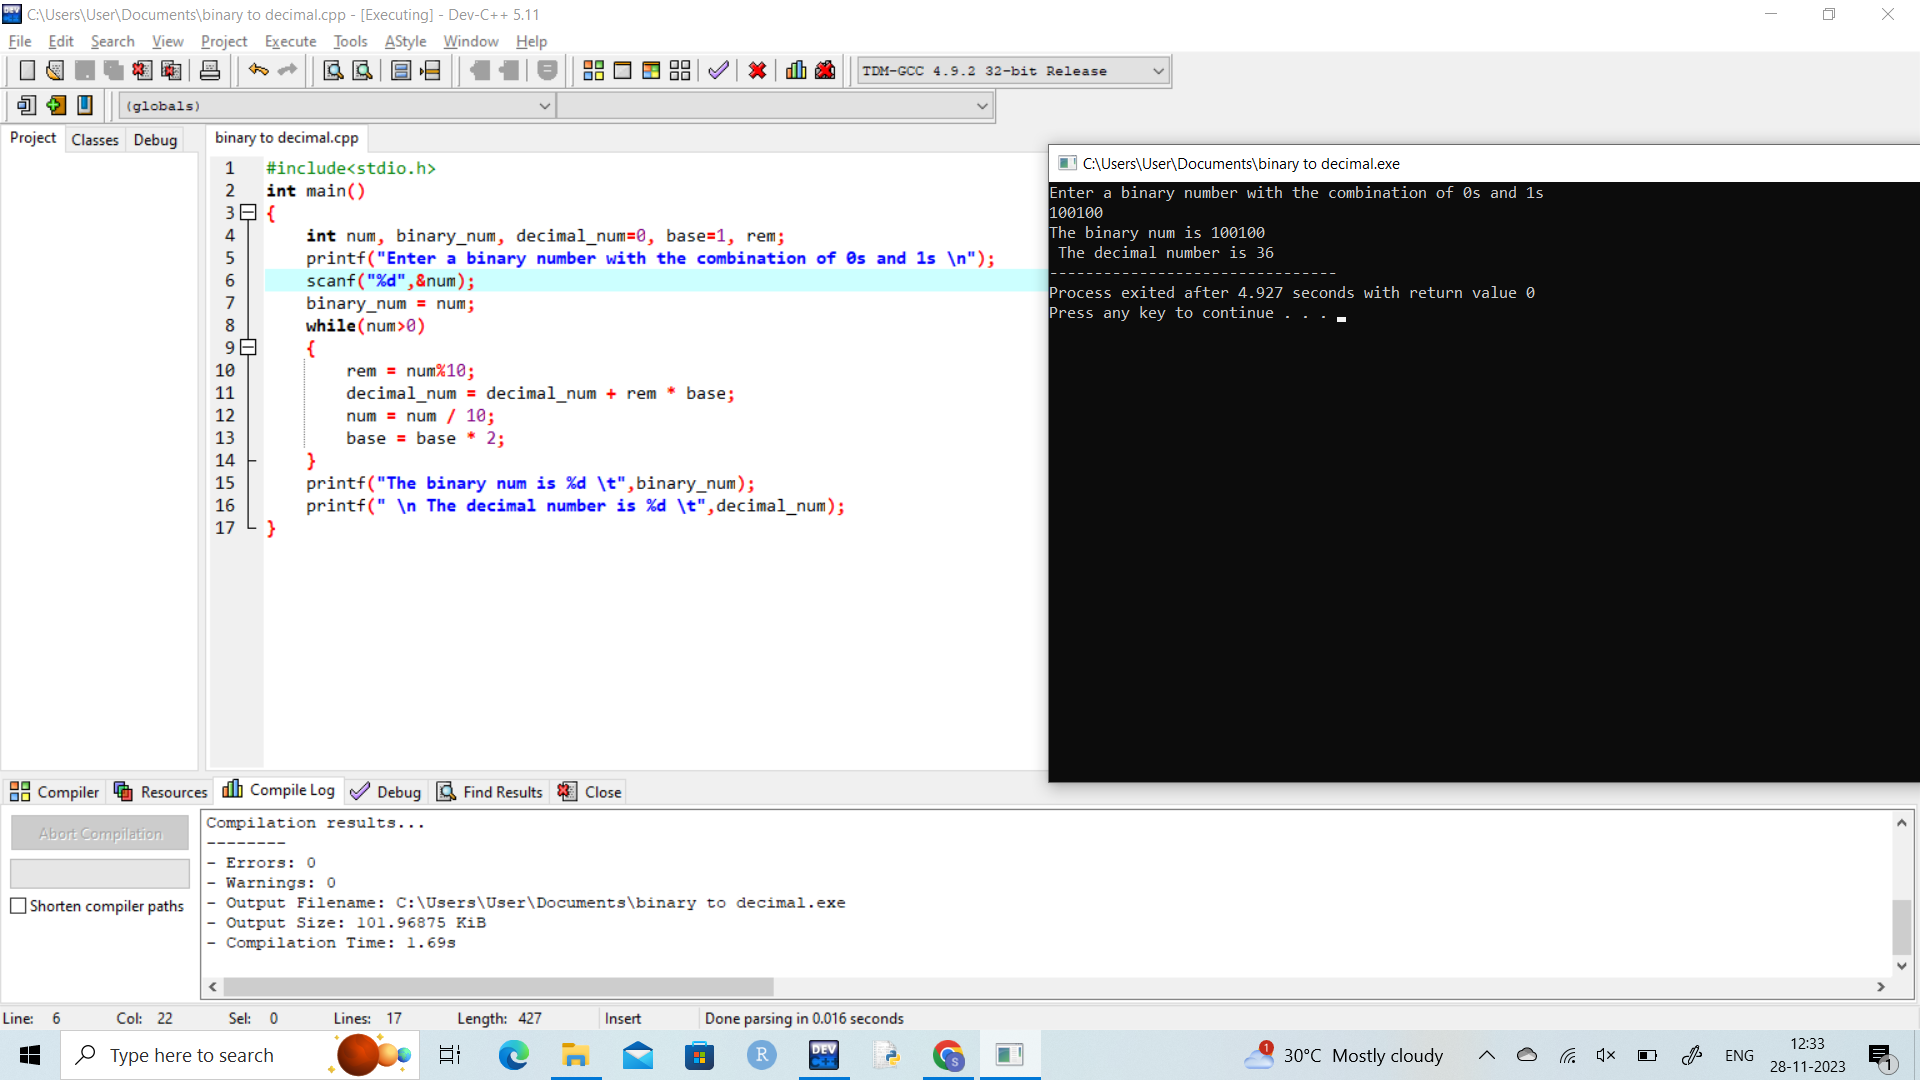 C:\Users\User\Documents\binary to decimal.cpp - [Executing] - Dev-C++ 5.11
File Edit Search View Project Execute Tools AStyle Window Help
TDM-GCC 4.9.2 32-bit Release
(globals)
Project Classes Debug
binary to decimal.cpp
1 #include<stdio.h>
2 int main()
3 {
4 int num, binary_num, decimal_num=0, base=1, rem;
5 printf("Enter a binary number with the combination of 0s and 1s \n");
6 scanf("%d",&num);
7 binary_num = num;
8 while(num>0)
9 {
10 rem = num%10;
11 decimal_num = decimal_num + rem * base;
12 num = num / 10;
13 base = base * 2;
14 }
15 printf("The binary num is %d \t",binary_num);
16 printf(" \n The decimal number is %d \t",decimal_num);
17 }
C:\Users\User\Documents\binary to decimal.exe
Enter a binary number with the combination of 0s and 1s
100100
The binary num is 100100
The decimal number is 36
--------------------------------
Process exited after 4.927 seconds with return value 0
Press any key to continue . . .
Compiler Resources Compile Log Debug Find Results Close
Abort Compilation
Shorten compiler paths
Compilation results...
--------
- Errors: 0
- Warnings: 0
- Output Filename: C:\Users\User\Documents\binary to decimal.exe
- Output Size: 101.96875 KiB
- Compilation Time: 1.69s
Line: 6 Col: 22 Sel: 0 Lines: 17 Length: 427 Insert Done parsing in 0.016 seconds
Type here to search
R
DEV C++
S
1
30°C Mostly cloudy
ENG
12:33
28-11-2023
1